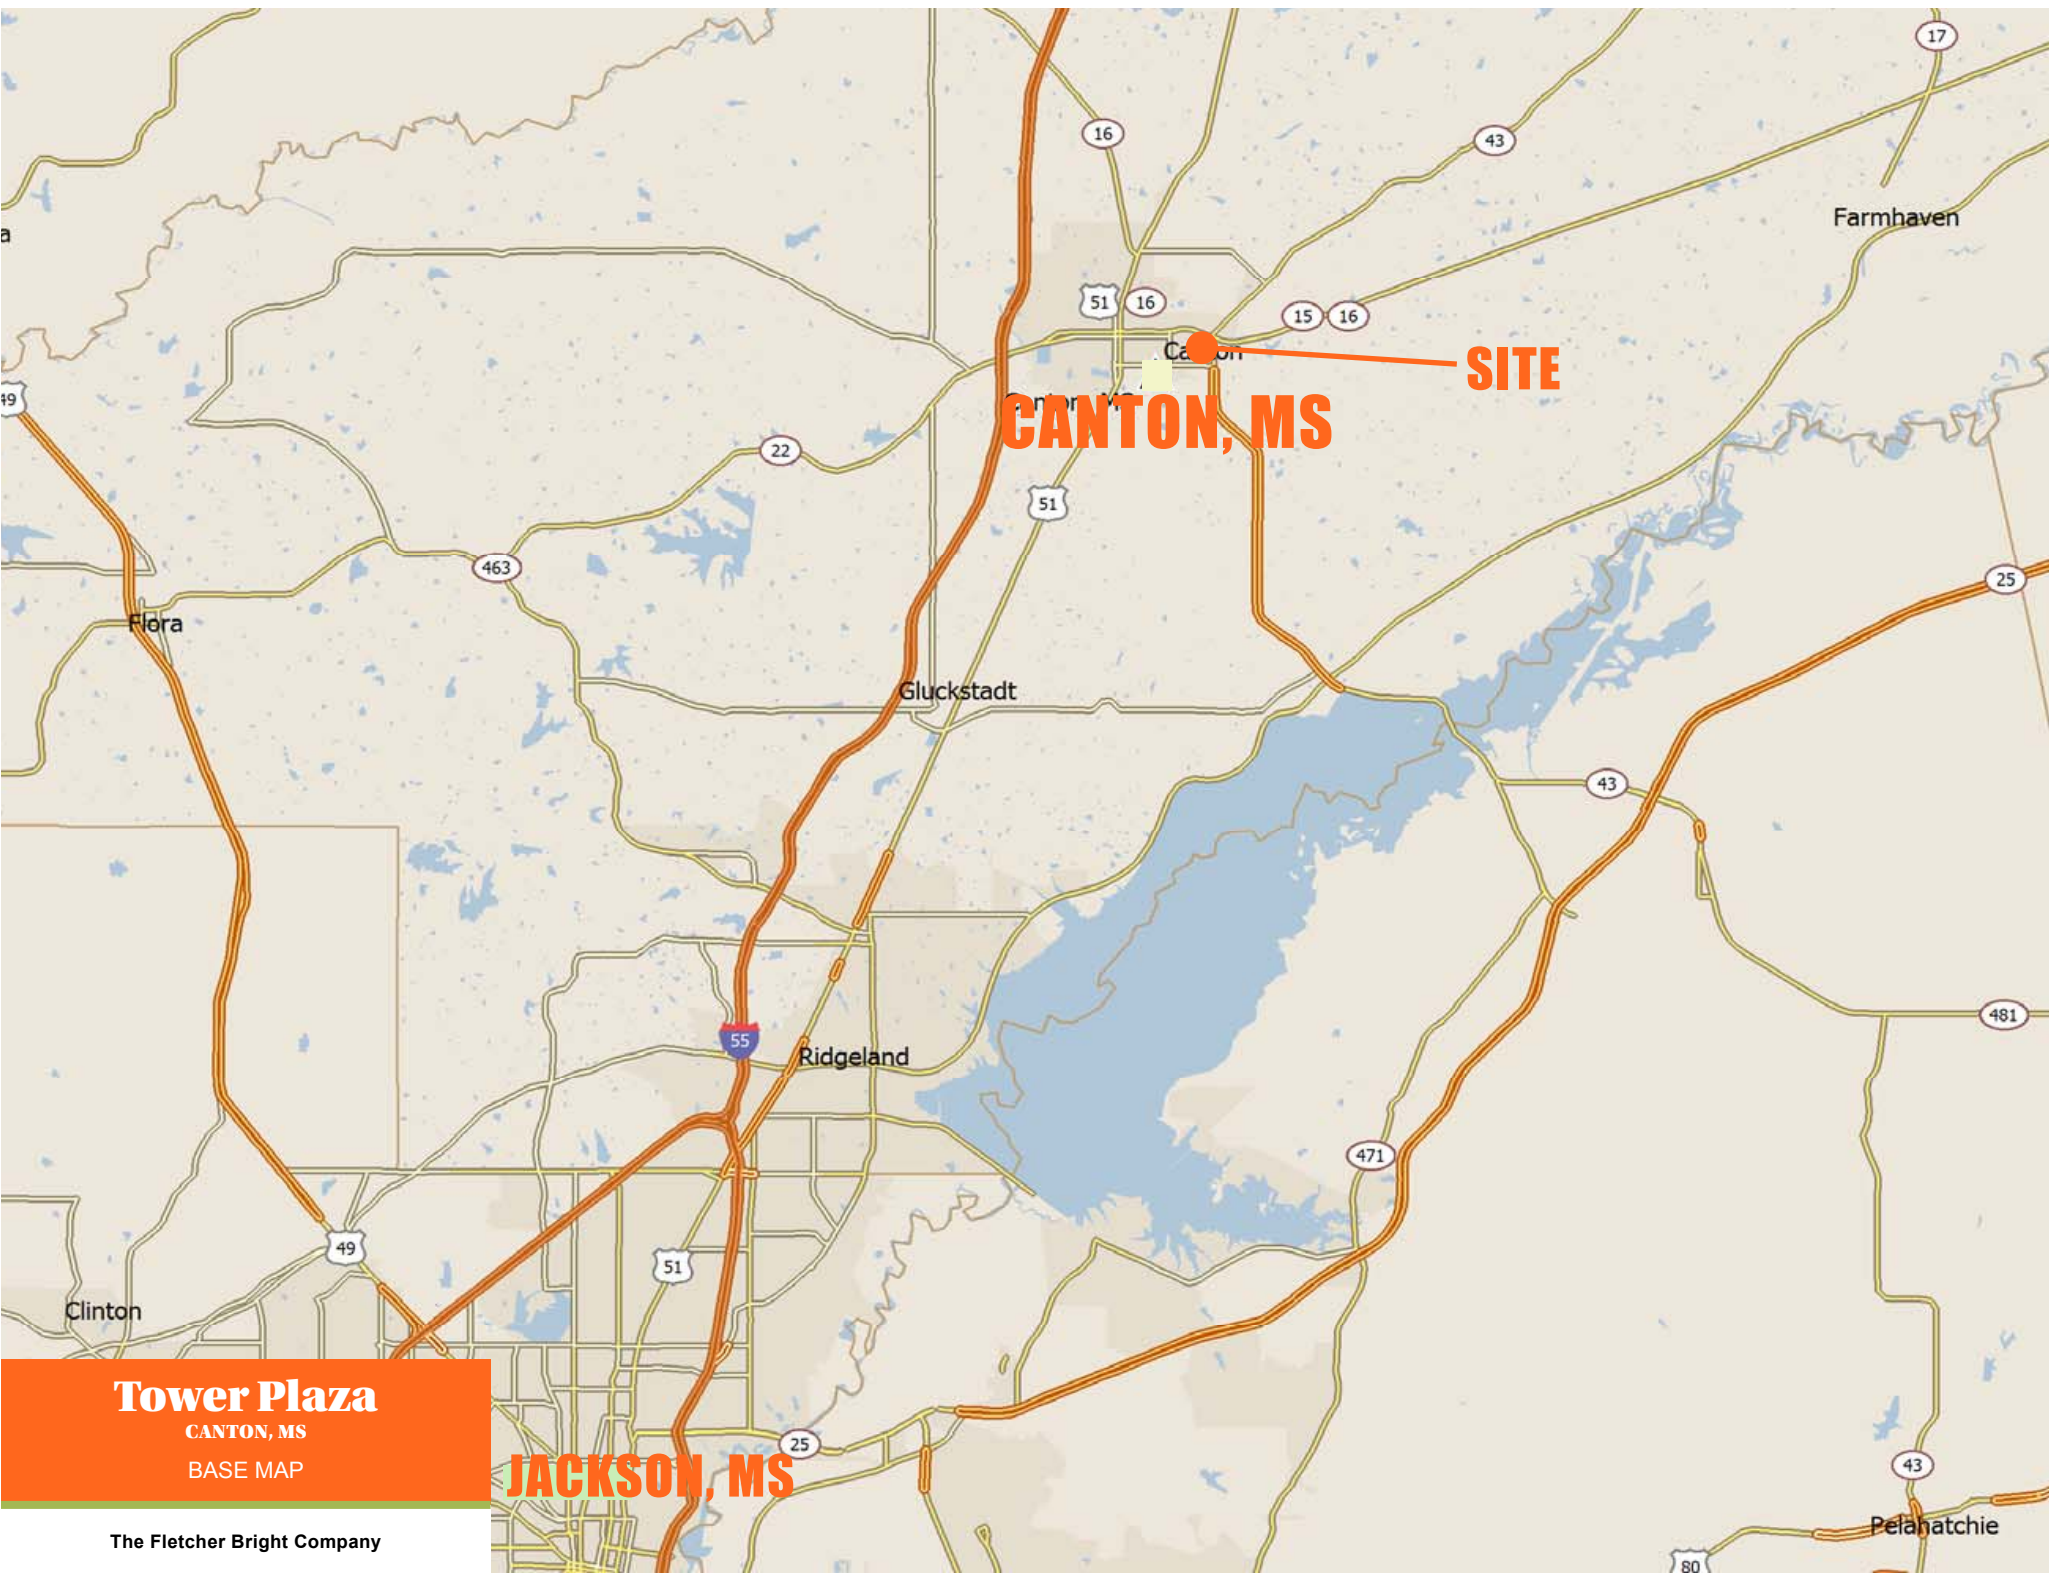 17
16
43
Farmhaven
a
51
16
15
16
SITE
49
CANTON, MS
22
51
463
25
Flora
Gluckstadt
43
481
55
Ridgeland
471
49
51
Clinton
Tower Plaza
CANTON, MS
BASE MAP
25
JACKSON, MS
43
Pelahatchie
The Fletcher Bright Company
80